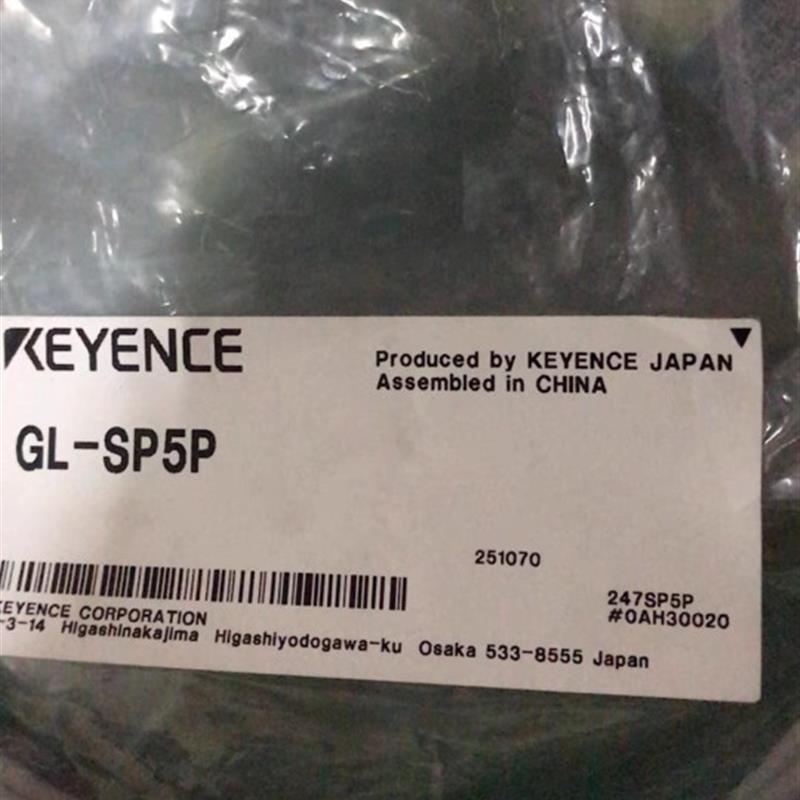 KEYENCE
Produced by KEYENCE JAPAN
Assembled in CHINA
GL-SP5P
251070
247SP5P
#0AH30020
KEYENCE CORPORATION
-3-14 Higashinakajima Higashiyodogawa-ku Osaka 533-8555 Japan